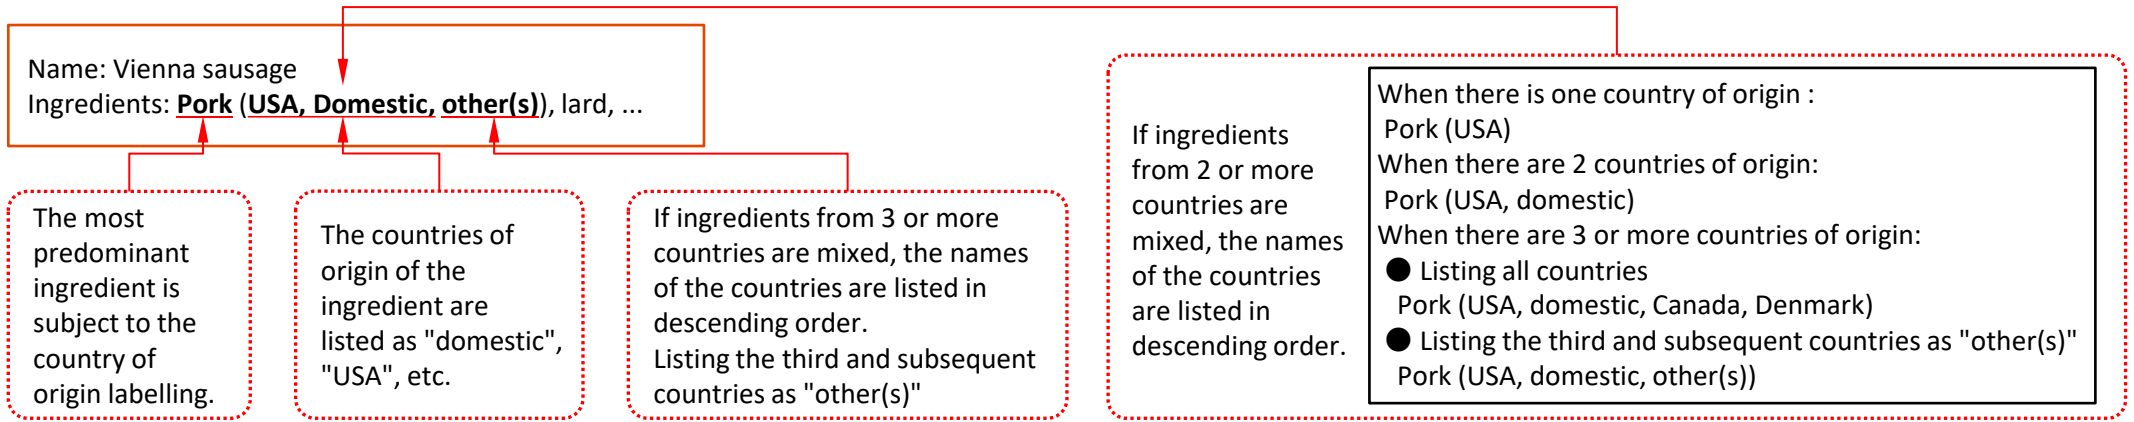 Name: Vienna sausage
Ingredients: Pork (USA, Domestic, other(s)), lard, ...
The most
predominant
ingredient is
subject to the
country of
origin labelling.
The countries of
origin of the
ingredient are
listed as "domestic",
"USA", etc.
If ingredients from 3 or more
countries are mixed, the names
of the countries are listed in
descending order.
Listing the third and subsequent
countries as "other(s)"
If ingredients
from 2 or more
countries are
mixed, the names
of the countries
are listed in
descending order.
When there is one country of origin :
Pork (USA)
When there are 2 countries of origin:
Pork (USA, domestic)
When there are 3 or more countries of origin:
● Listing all countries
Pork (USA, domestic, Canada, Denmark)
● Listing the third and subsequent countries as "other(s)"
Pork (USA, domestic, other(s))